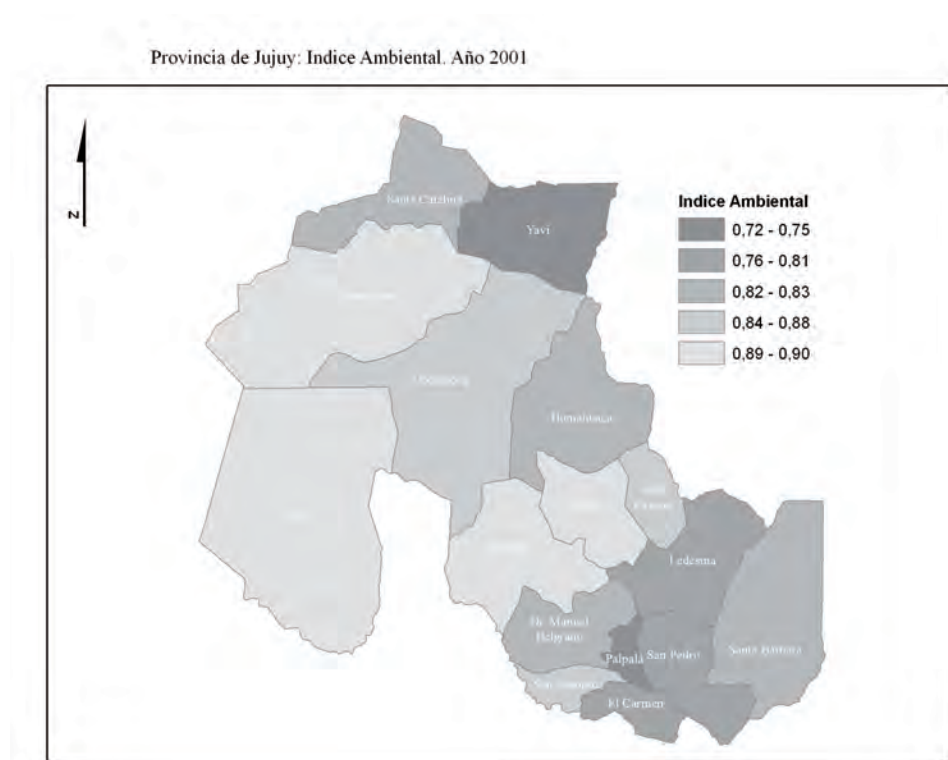 Provincia de Jujuy: Indice Ambiental. Año 2001
N
Indice Ambiental
0,72 - 0,75
0,76 - 0,81
0,82 - 0,83
0,84 - 0,88
0,89 - 0,90
Santa Catalina
Yavi
Humahuaca
Ledesma
Dr. Manuel
Belgrano
Palpalá
San Pedro
Santa Bárbara
El Carmen